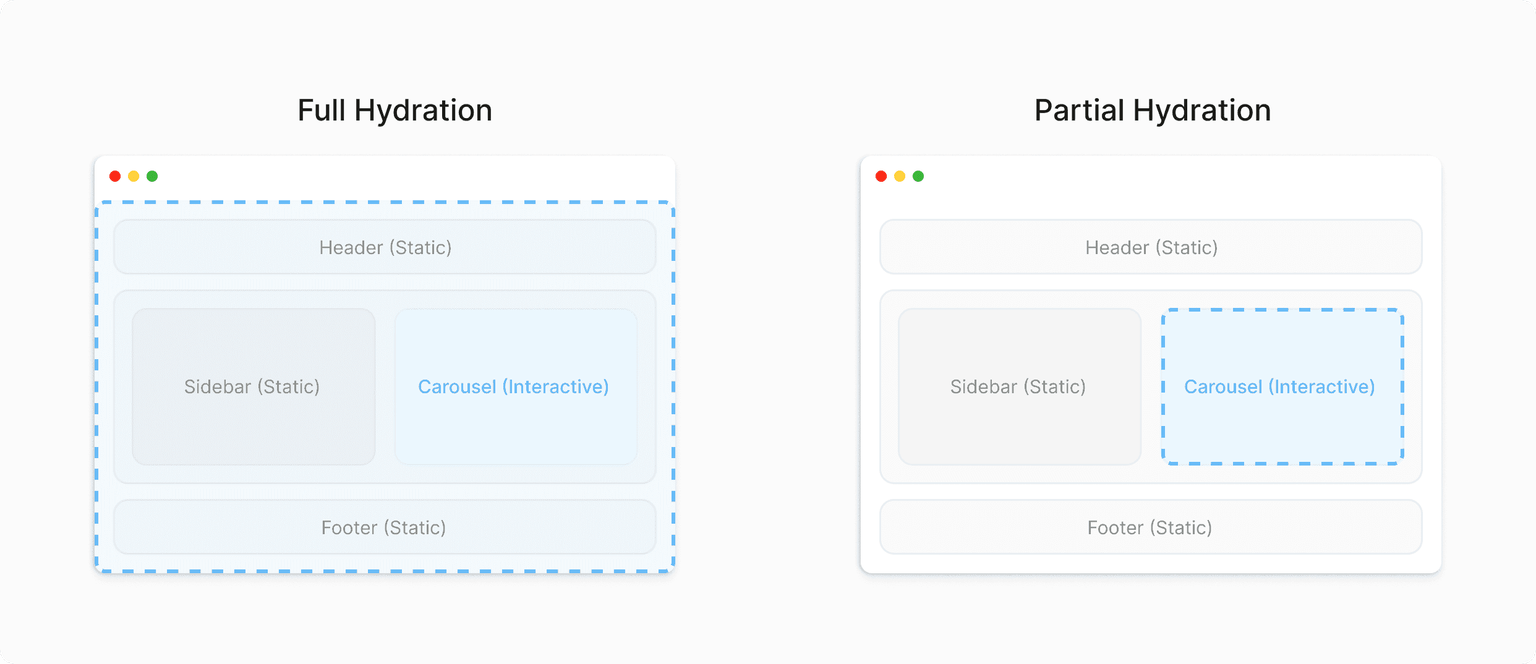 Full Hydration
Header (Static)
Sidebar (Static)
Carousel (Interactive)
Footer (Static)
Partial Hydration
Header (Static)
Sidebar (Static)
Carousel (Interactive)
Footer (Static)